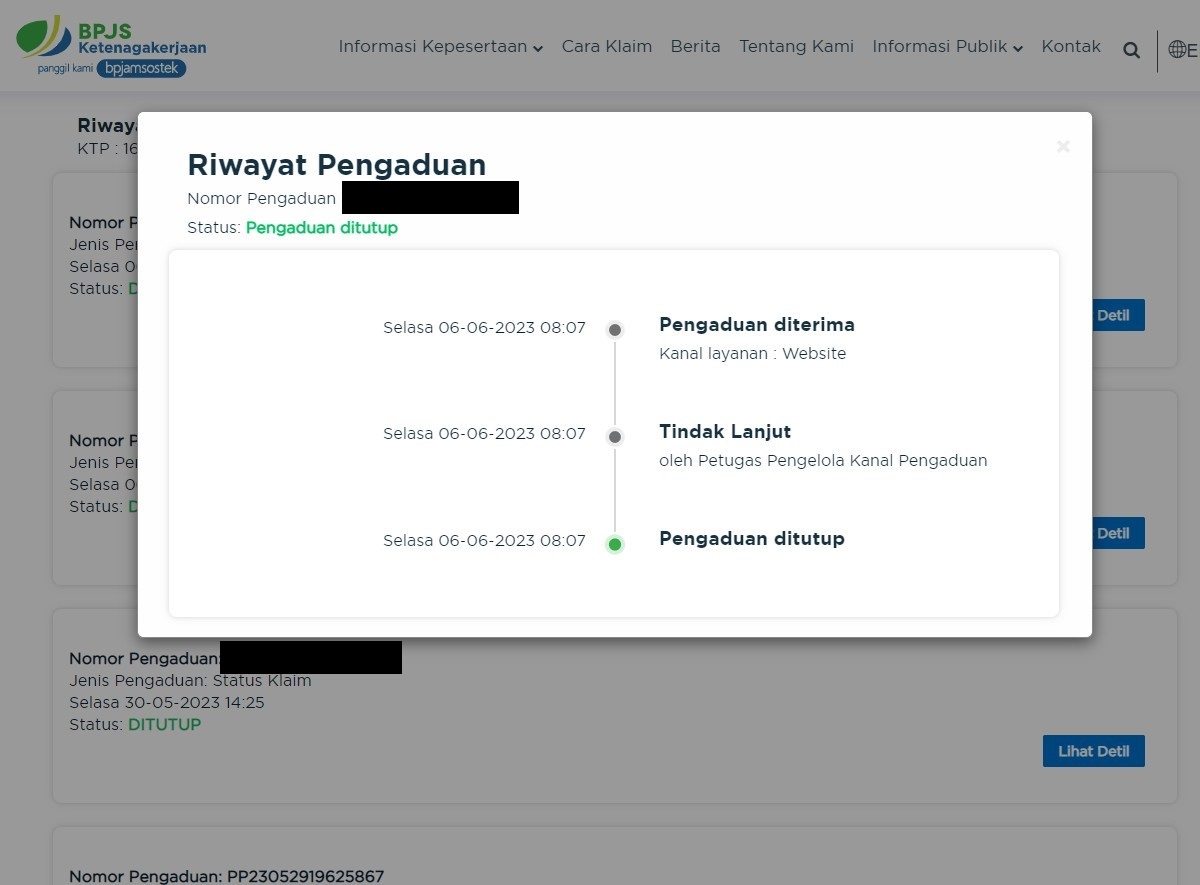 BPJS
Ketenagakerjaan
panggil kami bpjamsostek
Informasi Kepesertaan Cara Klaim Berita Tentang Kami Informasi Publik Kontak E
KTP : 16
Riwayat Pengaduan
Nomor Pengaduan
Status: Pengaduan ditutup
Selasa 06-06-2023 08:07 Pengaduan diterima
Kanal layanan : Website
Selasa 06-06-2023 08:07 Tindak Lanjut
oleh Petugas Pengelola Kanal Pengaduan
Selasa 06-06-2023 08:07 Pengaduan ditutup
Nomor P
Jenis Pe
Selasa 0
Status: D
Detil
Nomor P
Jenis Pe
Selasa 0
Status: D
Detil
Nomor Pengaduan:
Jenis Pengaduan: Status Klaim
Selasa 30-05-2023 14:25
Status: DITUTUP
Lihat Detil
Nomor Pengaduan: PP23052919625867